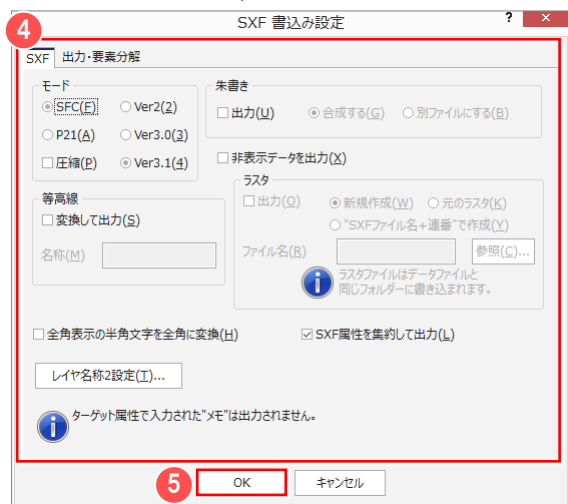 SXF 書込み設定 ? ×
4
SXF 出力・要素分解
モード
SFC(F) Ver2(2)
P21(A) Ver3.0(3)
圧縮(P) Ver3.1(4)
朱書き
出力(U) 合成する(G) 別ファイルにする(B)
非表示データを出力(X)
等高線
変換して出力(S)
名称(M)
ラスタ
出力(O) 新規作成(W) 元のラスタ(K)
"SXFファイル名+連番"で作成(Y)
ファイル名(R) 参照(C)...
ラスタファイルはデータファイルと
同じフォルダーに書き込まれます。
全角表示の半角文字を全角に変換(H) SXF属性を集約して出力(L)
レイヤ名称2設定(T)...
ターゲット属性で入力された"メモ"は出力されません。
5 OK キャンセル